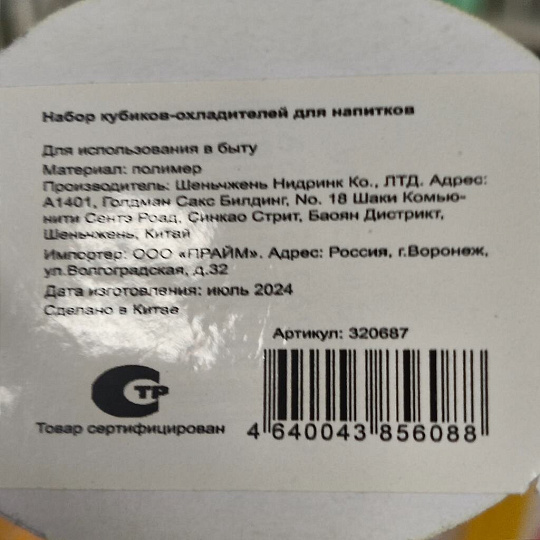 Набор кубиков-охладителей для напитков
Для использования в быту
Материал: полимер
Производитель: Шеньчжень Нидринк Ко., ЛТД. Адрес:
А1401, Голдман Сакс Билдинг, No. 18 Шаки Комью-
нити Сентэ Роад, Синкао Стрит, Баоян Дистрикт,
Шеньчжень, Китай
Импортер: ООО «ПРАЙМ». Адрес: Россия, г.Воронеж,
ул.Волгоградская, д.32
Дата изготовления: июль 2024
Сделано в Китае
Артикул: 320687
СТР
Товар сертифицирован
4 640043 856088